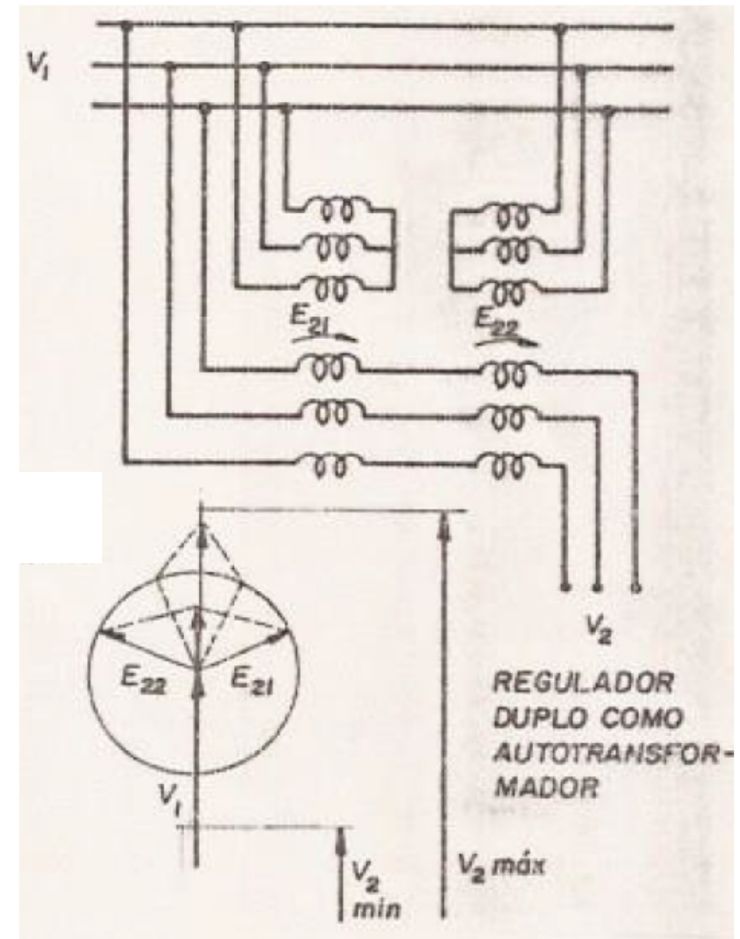 V₁
E₂₁
E₂₂
V₂
E₂₂
E₂₁
V₁
REGULADOR
DUPLO COMO
AUTOTRANSFOR-
MADOR
V₂ máx
V₂
min